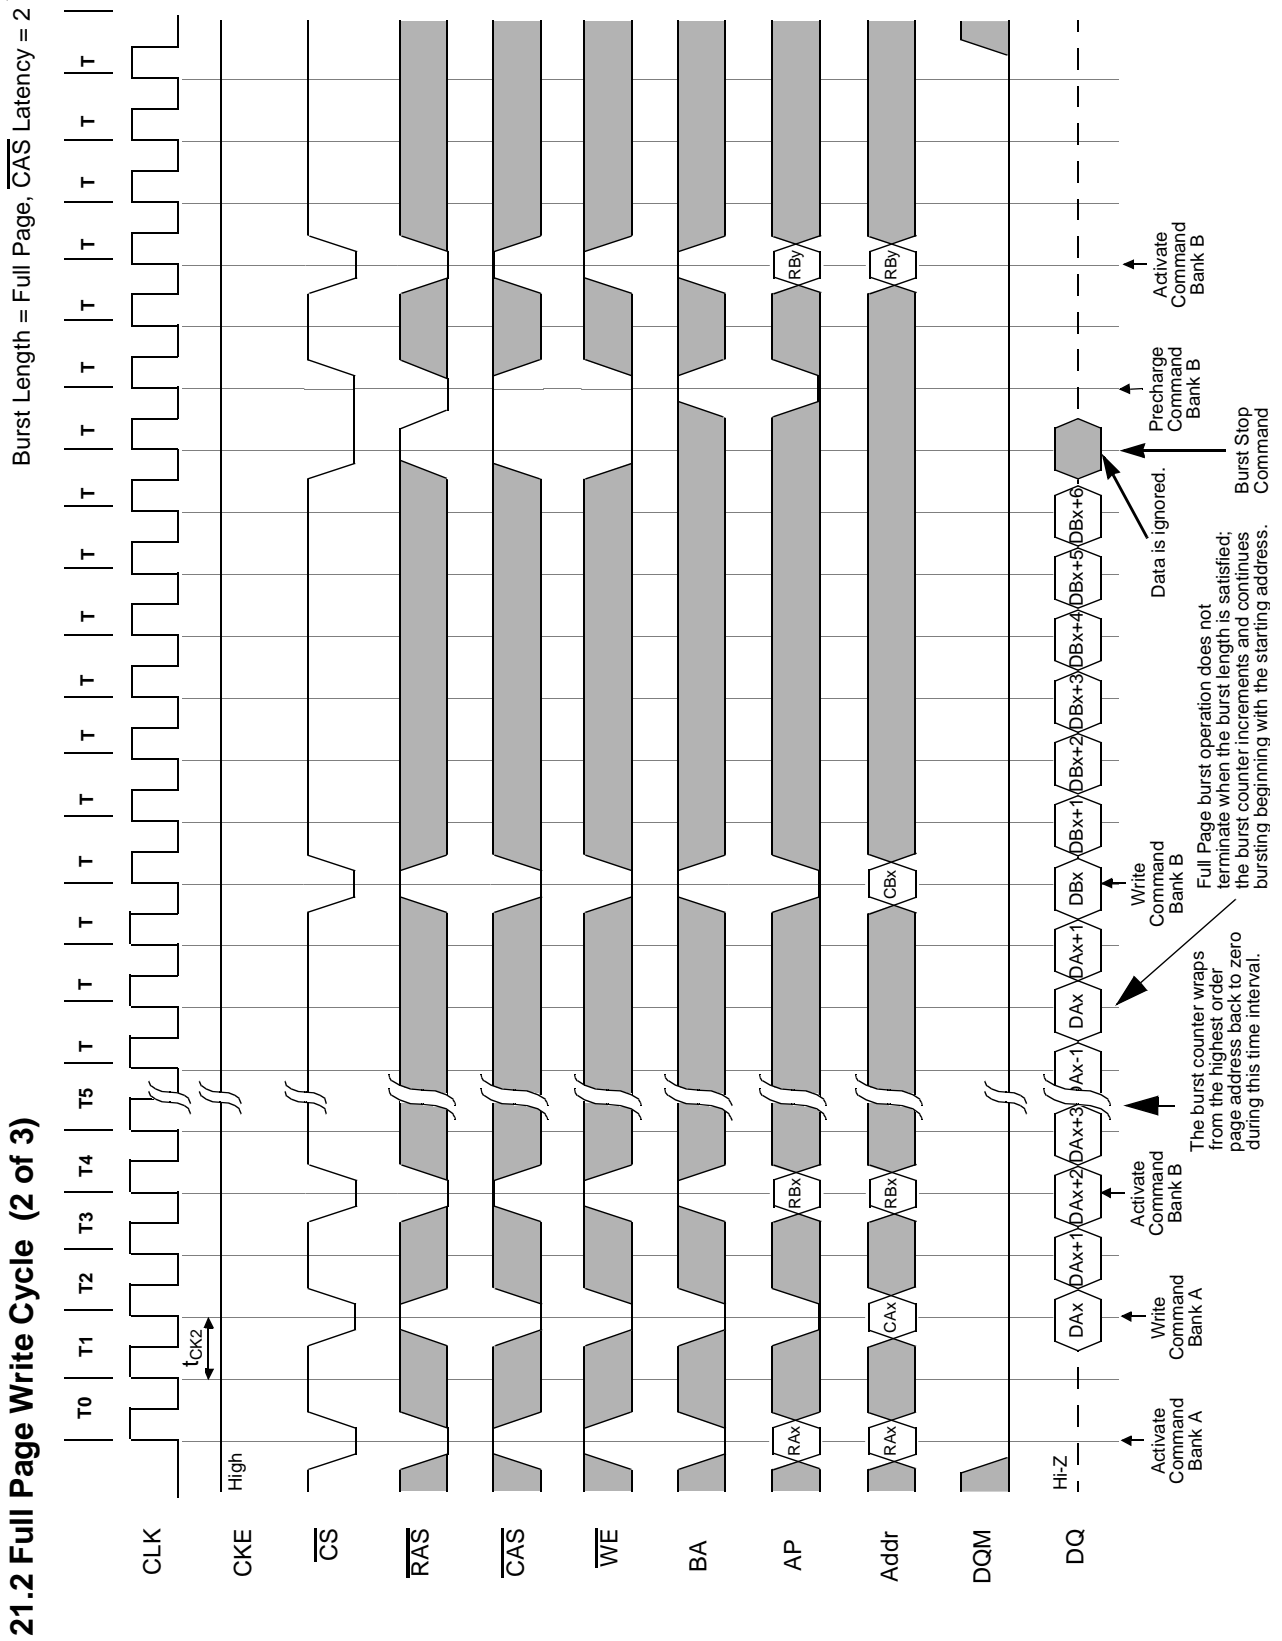 21.2 Full Page Write Cycle (2 of 3)
Burst Length = Full Page, CAS Latency = 2
T0 T1 T2 T3 T4 T5 T T T T T T T T T T T T T T T T T
CLK
tCK2
CKE
High
CS
RAS
CAS
WE
BA
AP
RAx RBx RBy
Addr
RAx CAx RBx CBx RBy
DQM
DQ
Hi-Z
DAx DAx+1 DAx+2 DAx+3 Ax-1 DAx DAx+1 DBx DBx+1 DBx+2 DBx+3 DBx+4 DBx+5 DBx+6
Activate
Command
Bank A
Write
Command
Bank A
Activate
Command
Bank B
The burst counter wraps
from the highest order
page address back to zero
during this time interval.
Write
Command
Bank B
Full Page burst operation does not
terminate when the burst length is satisfied;
the burst counter increments and continues
bursting beginning with the starting address.
Data is ignored.
Burst Stop
Command
Precharge
Command
Bank B
Activate
Command
Bank B